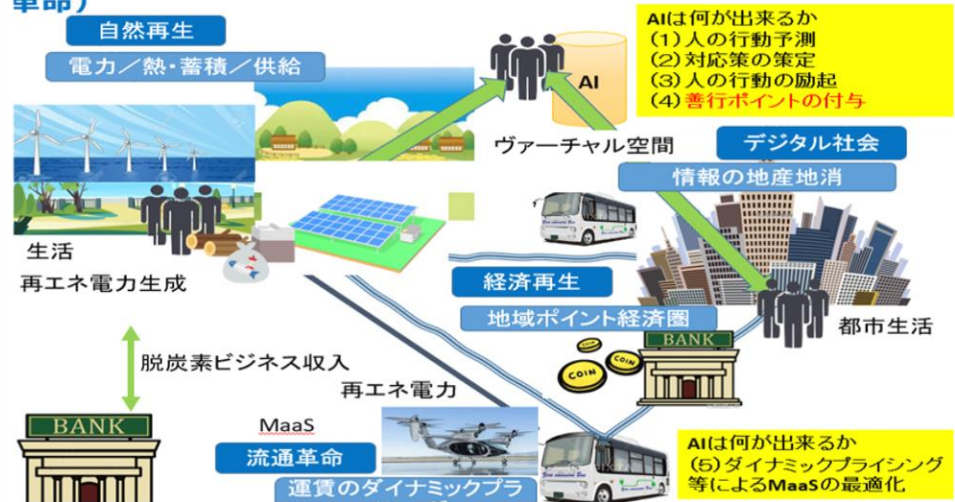 革命）
自然再生
電力／熱・蓄積／供給
AIは何が出来るか
（1）人の行動予測
（2）対応策の策定
（3）人の行動の励起
（4）善行ポイントの付与
AI
ヴァーチャル空間
デジタル社会
情報の地産地消
生活
再エネ電力生成
経済再生
地域ポイント経済圏
BANK
COIN
COIN
COIN
都市生活
脱炭素ビジネス収入
再エネ電力
BANK
MaaS
流通革命
運賃のダイナミックプラ
AIは何が出来るか
（5）ダイナミックプライシング
等によるMaaSの最適化